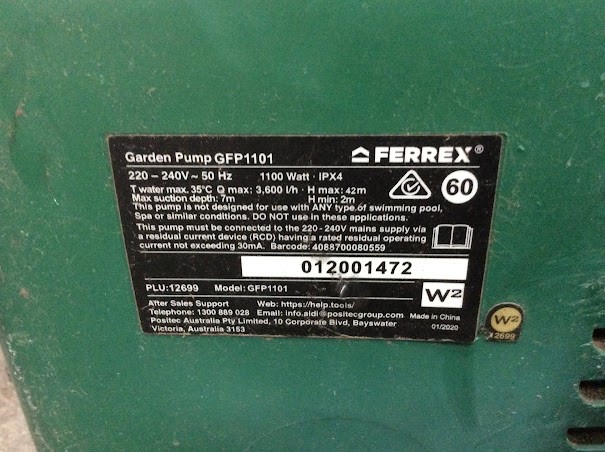 Garden Pump GFP1101
FERREX®
220 – 240V ~ 50 Hz 1100 Watt · IPX4
T water max. 35°C Q max: 3,600 l/h · H max: 42m
Max suction depth: 7m H min: 2m
60
This pump is not designed for use with ANY type of swimming pool,
Spa or similar conditions. DO NOT use in these applications.
This pump must be connected to the 220 - 240V mains supply via
a residual current device (RCD) having a rated residual operating
current not exceeding 30mA. Barcode: 4088700080559
012001472
PLU:12699 Model: GFP1101
W2
After Sales Support Web: https://help.tools/
Telephone: 1300 889 028 Email: info.aldi@positecgroup.com
Positec Australia Pty Limited, 10 Corporate Blvd, Bayswater
Victoria, Australia 3153
Made in China
01/2020
W2
12699